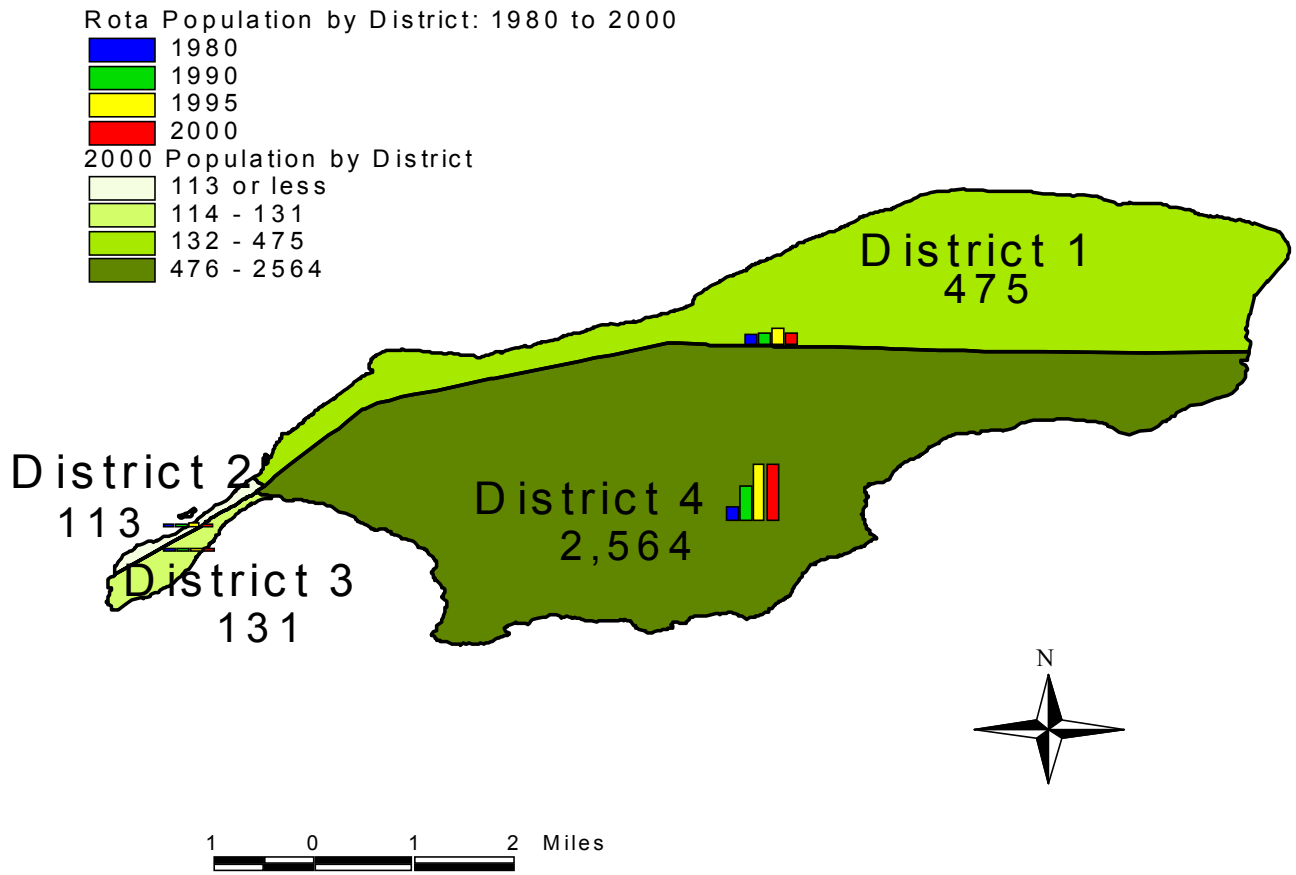 Rota Population by District: 1980 to 2000
1980
1990
1995
2000
2000 Population by District
113 or less
114 - 131
132 - 475
476 - 2564
District 1
475
District 2
113
District 4
2,564
District 3
131
N
1 0 1 2 Miles